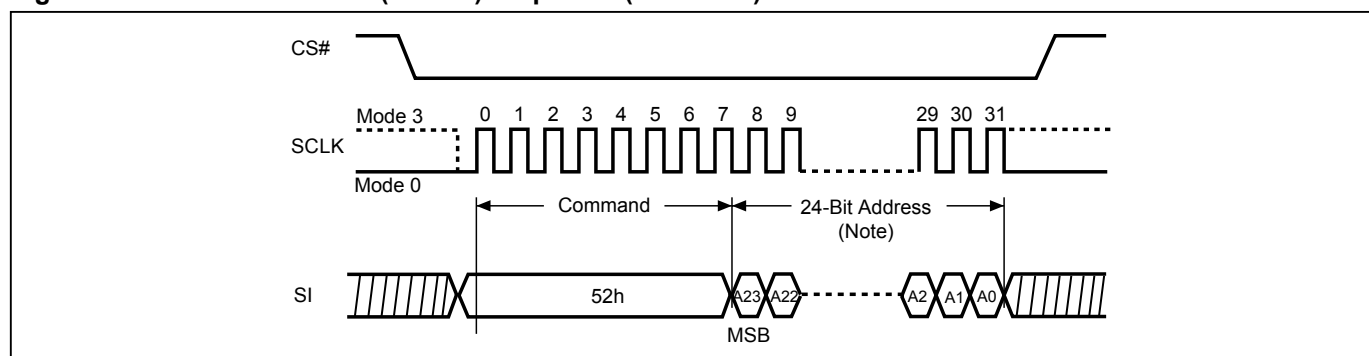 CS#
Mode 3
0 1 2 3 4 5 6 7 8 9 29 30 31
SCLK
Mode 0
Command
24-Bit Address
(Note)
SI
52h
A23 A22
A2 A1 A0
MSB